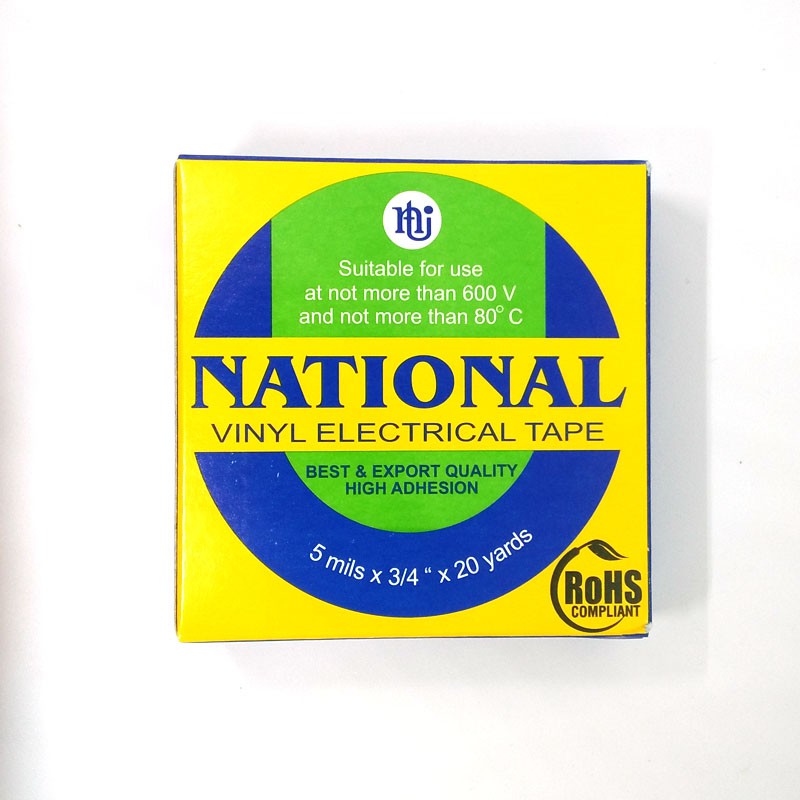 Suitable for use
at not more than 600 V
and not more than 80° C
NATIONAL
VINYL ELECTRICAL TAPE
BEST & EXPORT QUALITY
HIGH ADHESION
5 mils x 3/4 “ x 20 yards
RoHS
COMPLIANT